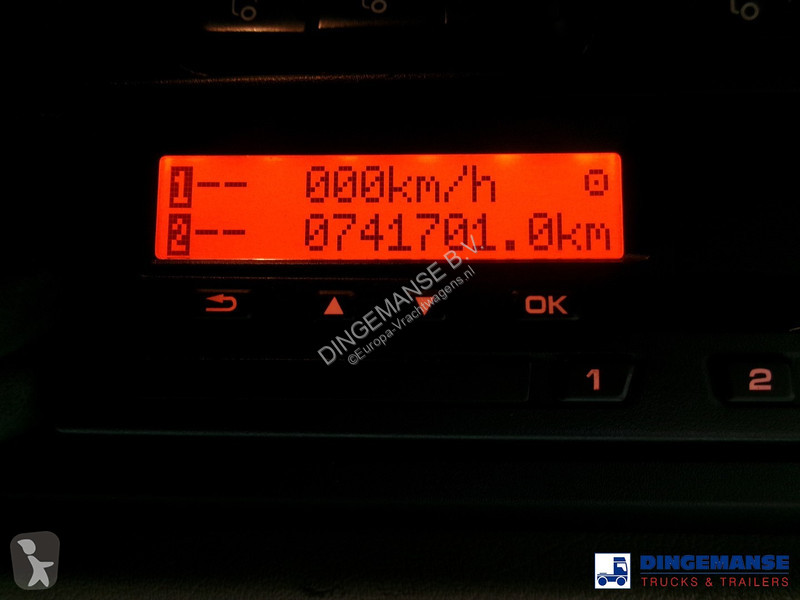 1-- 000km/h
2-- 0741701.0km
OK
1
2
DINGEMANSE B.V.
©Europa-Vrachtwagens.nl
DINGEMANSE
TRUCKS & TRAILERS